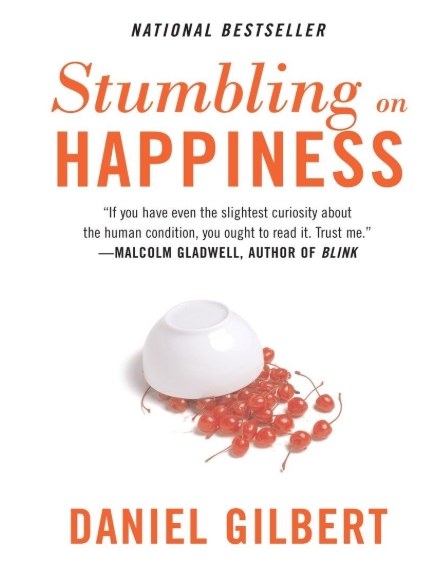 NATIONAL BESTSELLER
Stumbling on
HAPPINESS
“If you have even the slightest curiosity about
the human condition, you ought to read it. Trust me.”
—MALCOLM GLADWELL, AUTHOR OF BLINK
DANIEL GILBERT